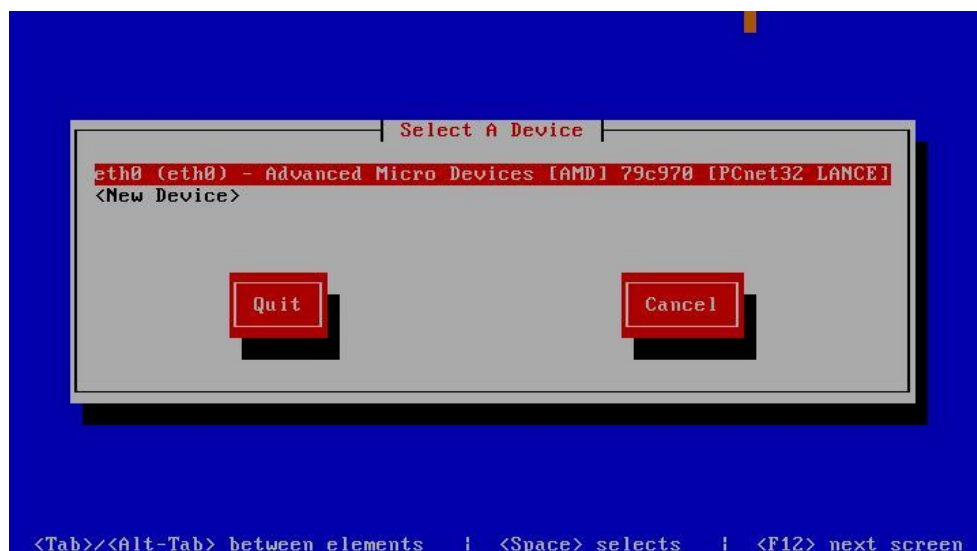 Select A Device
eth0 (eth0) - Advanced Micro Devices [AMD] 79c970 [PCnet32 LANCE]
<New Device>
Quit Cancel
<Tab>/<Alt-Tab> between elements | <Space> selects | <F12> next screen